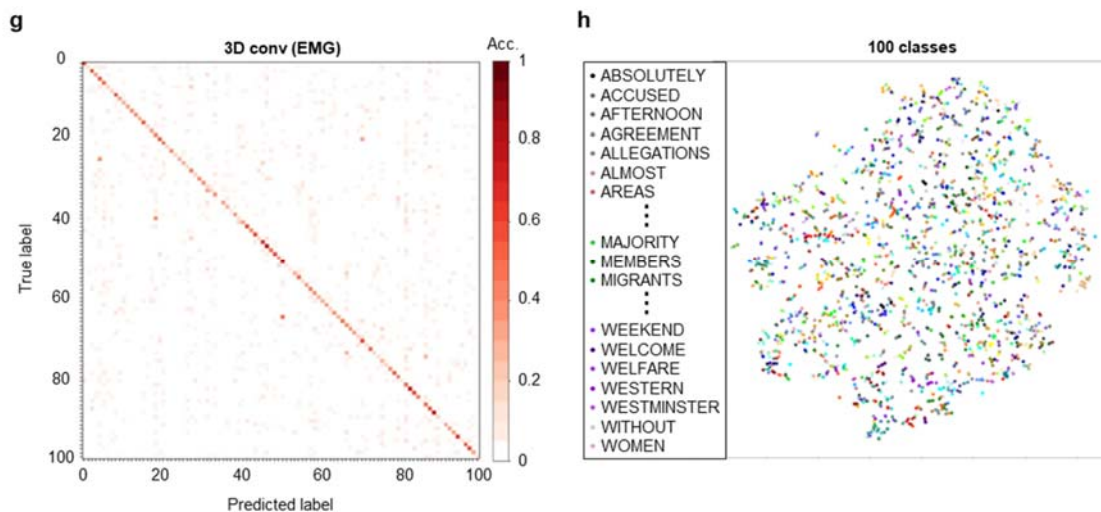 g
3D conv (EMG)
Acc.
0
20
40
60
80
100
True label
0
20
40
60
80
100
Predicted label
1
0.8
0.6
0.4
0.2
0
h
100 classes
ABSOLUTELY
ACCUSED
AFTERNOON
AGREEMENT
ALLEGATIONS
ALMOST
AREAS
MAJORITY
MEMBERS
MIGRANTS
WEEKEND
WELCOME
WELFARE
WESTERN
WESTMINSTER
WITHOUT
WOMEN